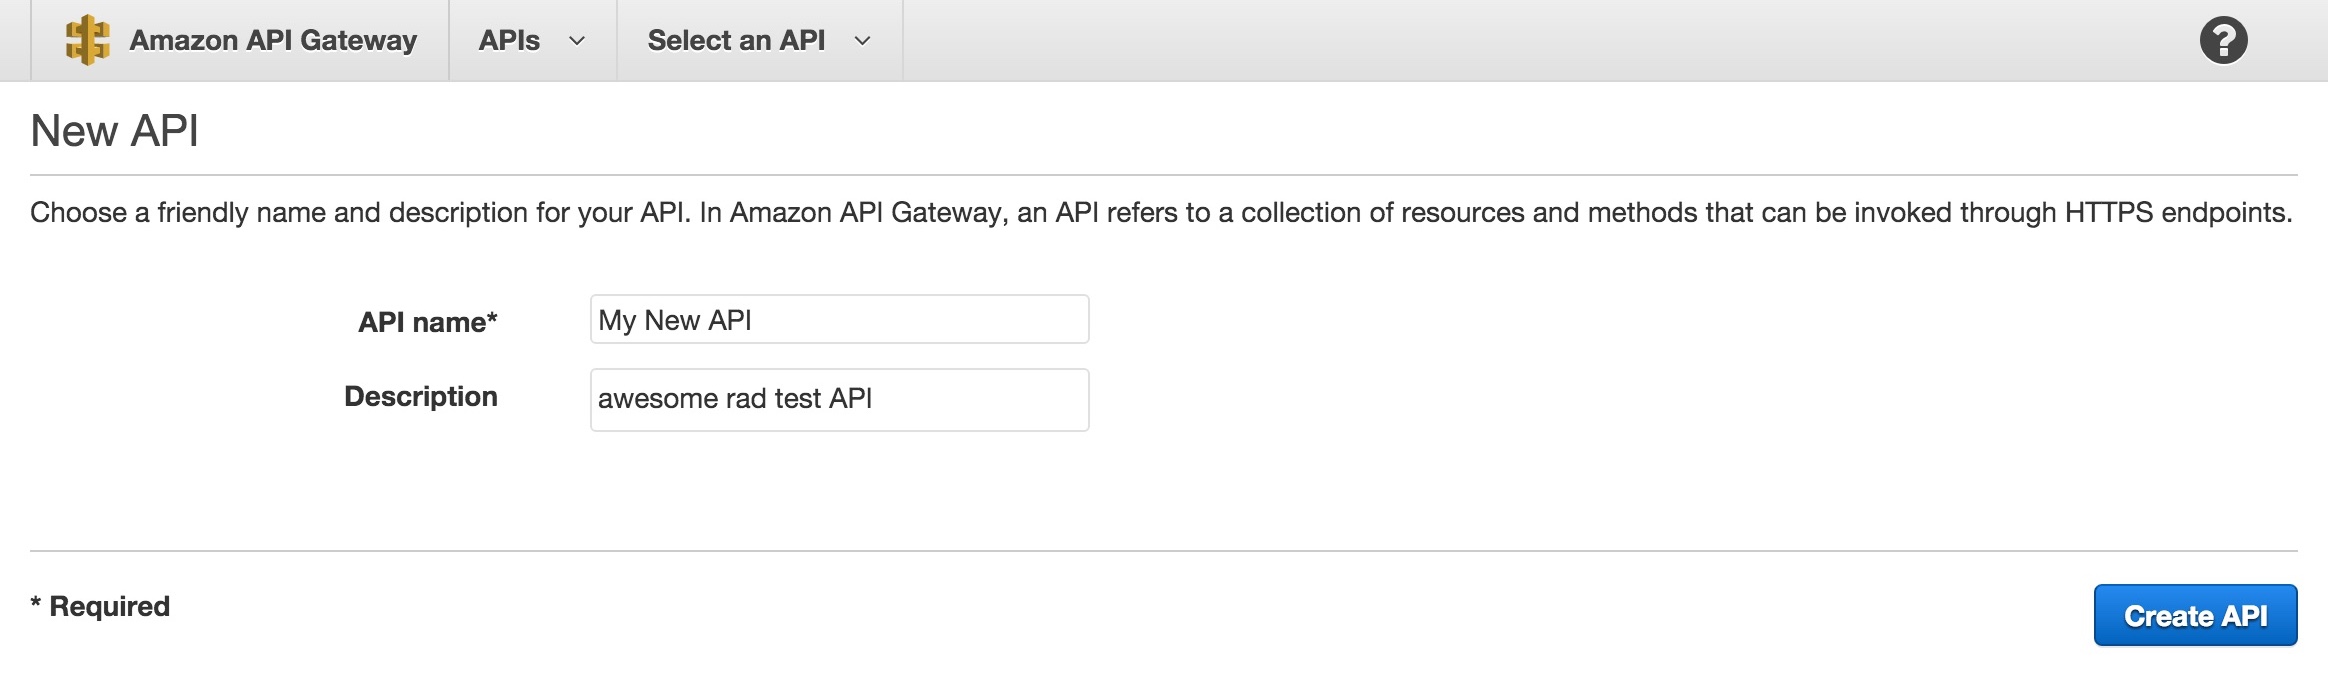 Amazon API Gateway APIs Select an API ?
New API
Choose a friendly name and description for your API. In Amazon API Gateway, an API refers to a collection of resources and methods that can be invoked through HTTPS endpoints.
API name* My New API
Description awesome rad test API
* Required Create API